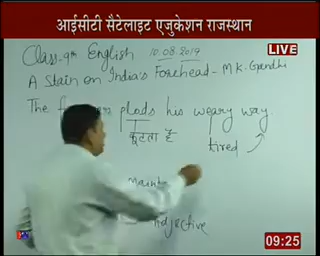 आईसीटी सैटेलाइट एजुकेशन राजस्थान
LIVE
Class-9th English 10.08.2019
A Stain on India's Forehead - M.K. Gandhi
The plods his weary way
tired
Adjective
09:25